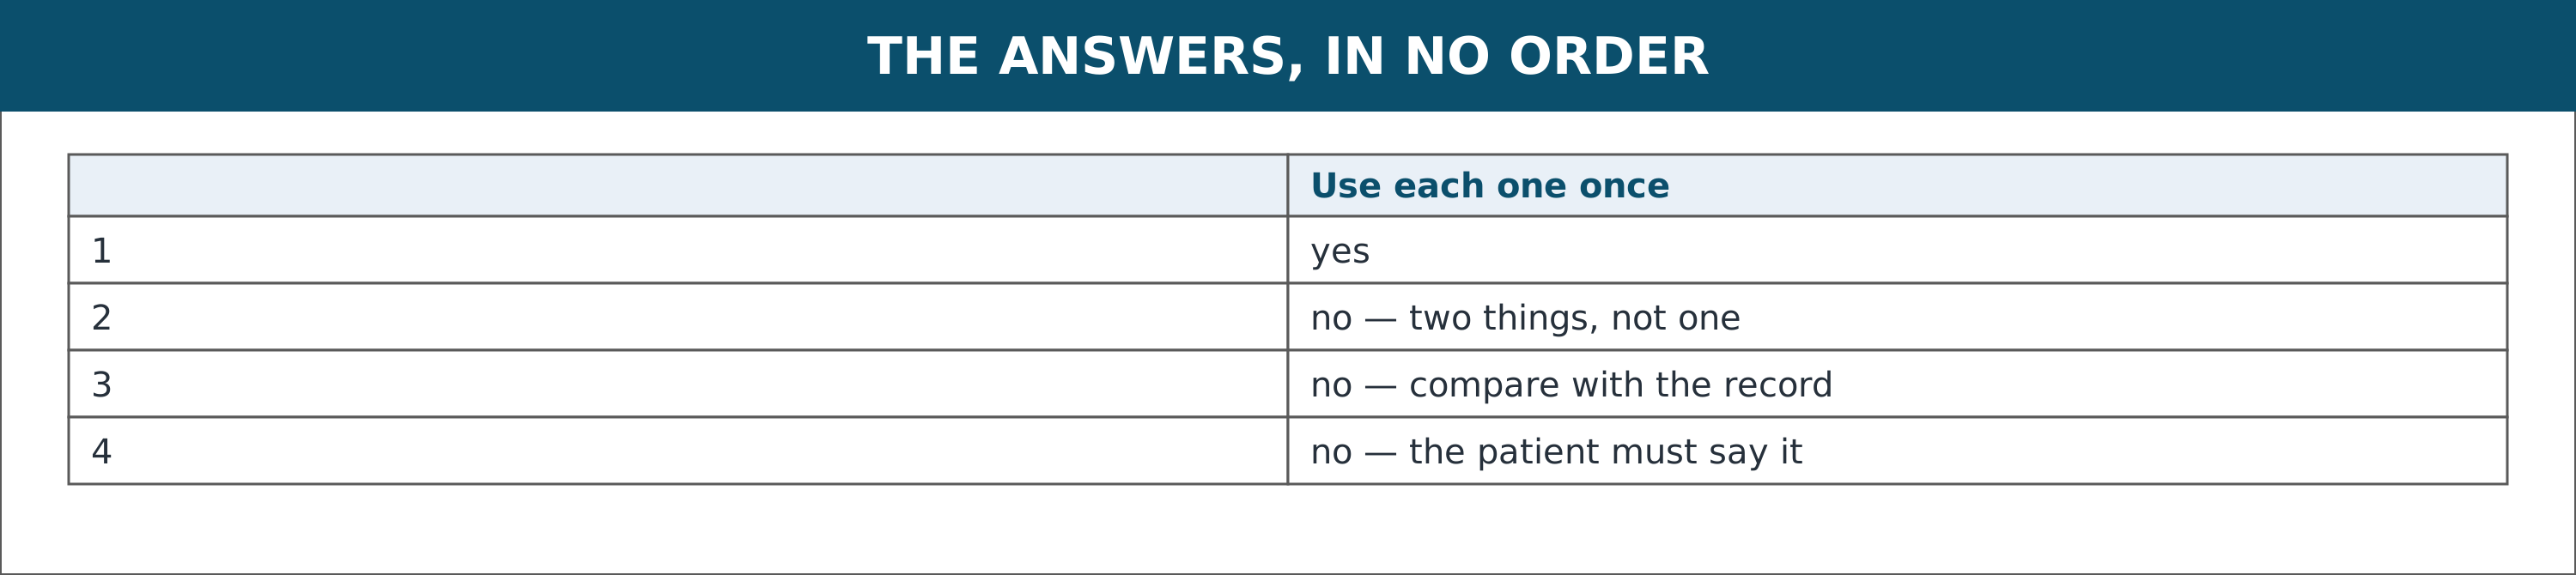 THE ANSWERS, IN NO ORDER
Use each one once
1 yes
2 no — two things, not one
3 no — compare with the record
4 no — the patient must say it